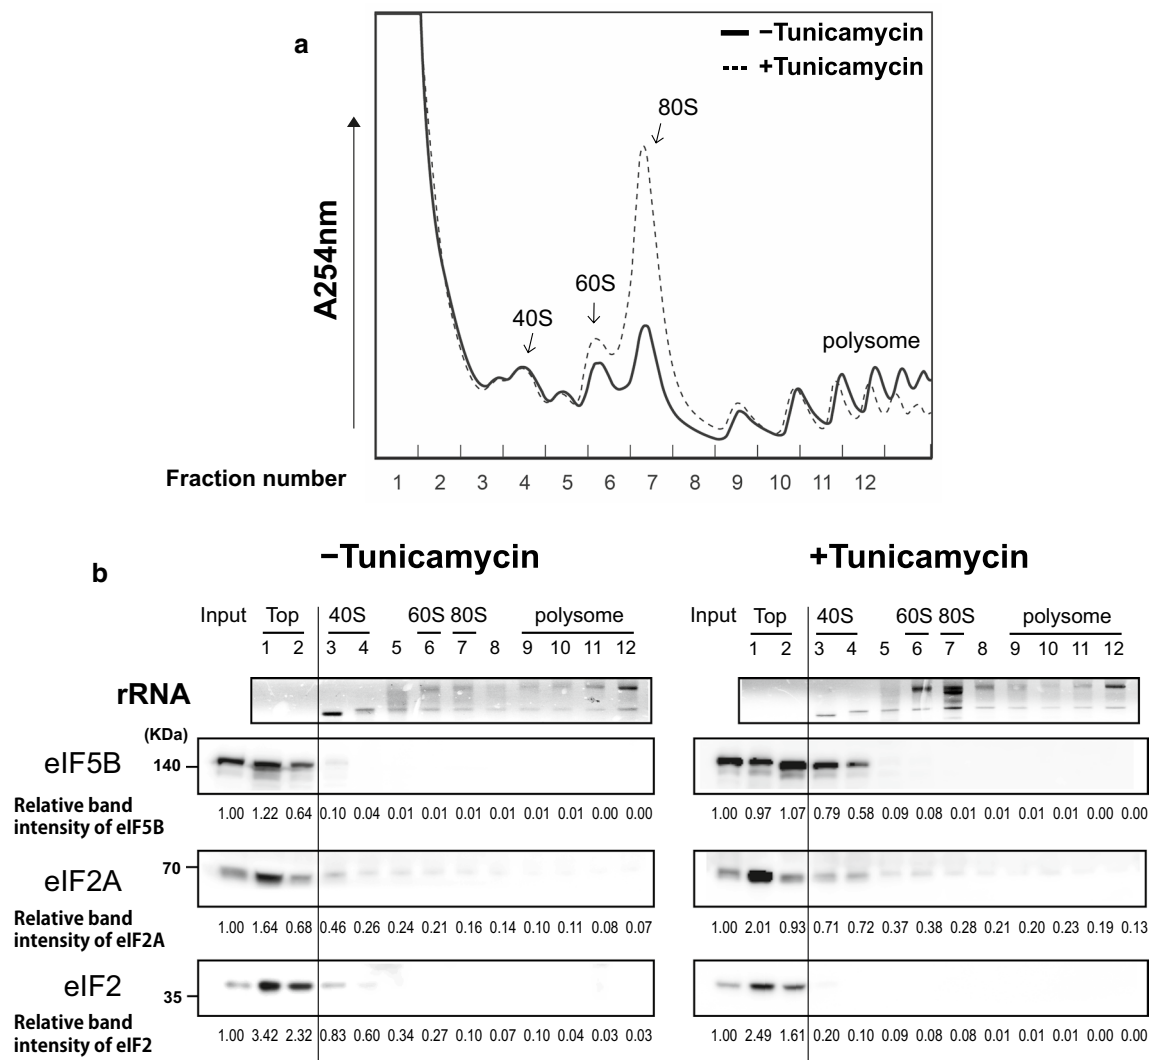 a
−Tunicamycin
+Tunicamycin
80S
60S
40S
polysome
A254nm
Fraction number 1 2 3 4 5 6 7 8 9 10 11 12
b
−Tunicamycin
+Tunicamycin
Input Top 40S 60S 80S polysome
1 2 3 4 5 6 7 8 9 10 11 12
Input Top 40S 60S 80S polysome
1 2 3 4 5 6 7 8 9 10 11 12
rRNA
(KDa)
eIF5B 140
Relative band
intensity of eIF5B
1.00 1.22 0.64 0.10 0.04 0.01 0.01 0.01 0.01 0.01 0.01 0.00 0.00
1.00 0.97 1.07 0.79 0.58 0.09 0.08 0.01 0.01 0.01 0.01 0.00 0.00
eIF2A 70
Relative band
intensity of eIF2A
1.00 1.64 0.68 0.46 0.26 0.24 0.21 0.16 0.14 0.10 0.11 0.08 0.07
1.00 2.01 0.93 0.71 0.72 0.37 0.38 0.28 0.21 0.20 0.23 0.19 0.13
eIF2 35
Relative band
intensity of eIF2
1.00 3.42 2.32 0.83 0.60 0.34 0.27 0.10 0.07 0.10 0.04 0.03 0.03
1.00 2.49 1.61 0.20 0.10 0.09 0.08 0.08 0.01 0.01 0.01 0.00 0.00